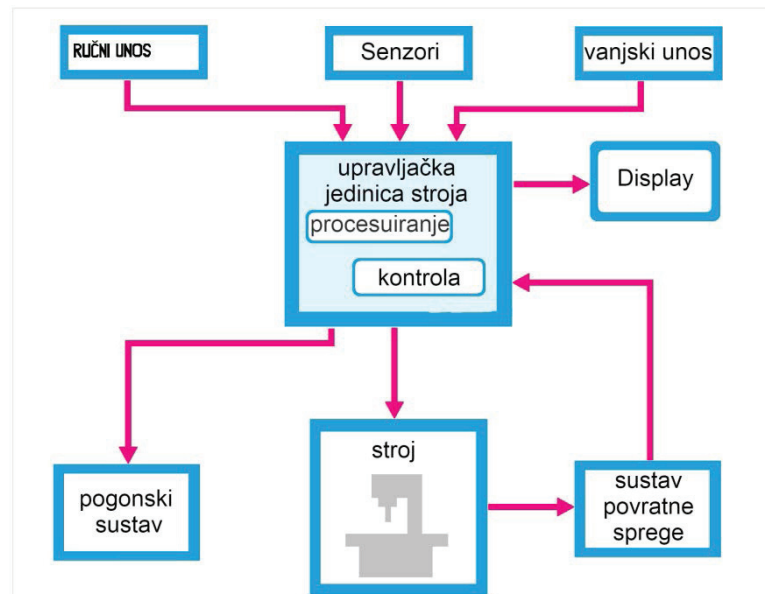 RUČNI UNOS
Senzori
vanjski unos
upravljačka
jedinica stroja
procesuiranje
kontrola
Display
pogonski
sustav
stroj
sustav
povratne
sprege